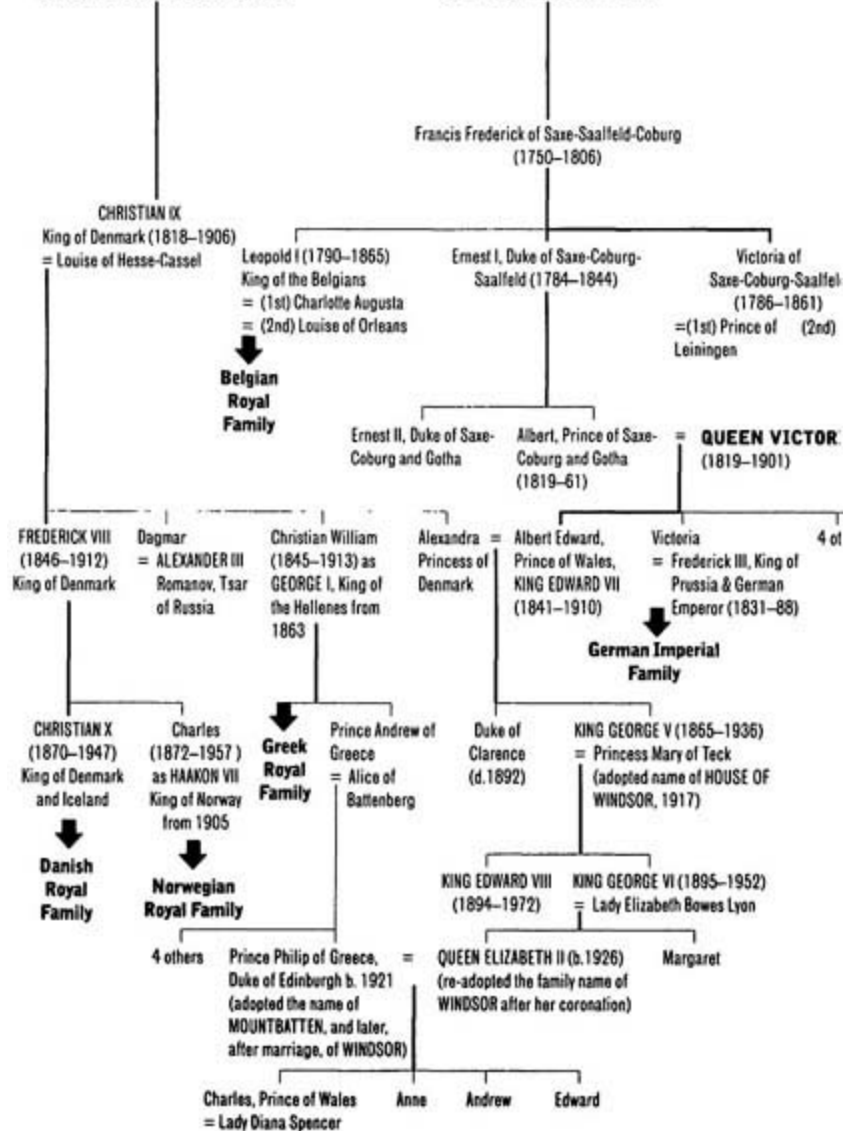 Francis Frederick of Saxe-Saalfeld-Coburg
(1750–1806)
CHRISTIAN IX
King of Denmark (1818–1906)
= Louise of Hesse-Cassel
Leopold I (1790–1865)
King of the Belgians
= (1st) Charlotte Augusta
= (2nd) Louise of Orleans
Belgian
Royal
Family
Ernest I, Duke of Saxe-Coburg-
Saalfeld (1784–1844)
Victoria of
Saxe-Coburg-Saalfel
(1786–1861)
=(1st) Prince of (2nd)
Leiningen
Ernest II, Duke of Saxe-
Coburg and Gotha
Albert, Prince of Saxe-
Coburg and Gotha
(1819–61)
=
QUEEN VICTOR
(1819–1901)
FREDERICK VIII
(1846–1912)
King of Denmark
Dagmar
= ALEXANDER III
Romanov, Tsar
of Russia
Christian William
(1845–1913) as
GEORGE I, King of
the Hellenes from
1863
Alexandra
Princess of
Denmark
=
Albert Edward,
Prince of Wales,
KING EDWARD VII
(1841–1910)
Victoria
= Frederick III, King of
Prussia & German
Emperor (1831–88)
4 ot
German Imperial
Family
CHRISTIAN X
(1870–1947)
King of Denmark
and Iceland
Danish
Royal
Family
Charles
(1872–1957 )
as HAAKON VII
King of Norway
from 1905
Norwegian
Royal Family
Greek
Royal
Family
Prince Andrew of
Greece
= Alice of
Battenberg
Duke of
Clarence
(d.1892)
KING GEORGE V (1865–1936)
= Princess Mary of Teck
(adopted name of HOUSE OF
WINDSOR, 1917)
KING EDWARD VIII
(1894–1972)
KING GEORGE VI (1895–1952)
= Lady Elizabeth Bowes Lyon
4 others
Prince Philip of Greece,
Duke of Edinburgh b. 1921
(adopted the name of
MOUNTBATTEN, and later,
after marriage, of WINDSOR)
=
QUEEN ELIZABETH II (b.1926)
(re-adopted the family name of
WINDSOR after her coronation)
Margaret
Charles, Prince of Wales
= Lady Diana Spencer
Anne
Andrew
Edward